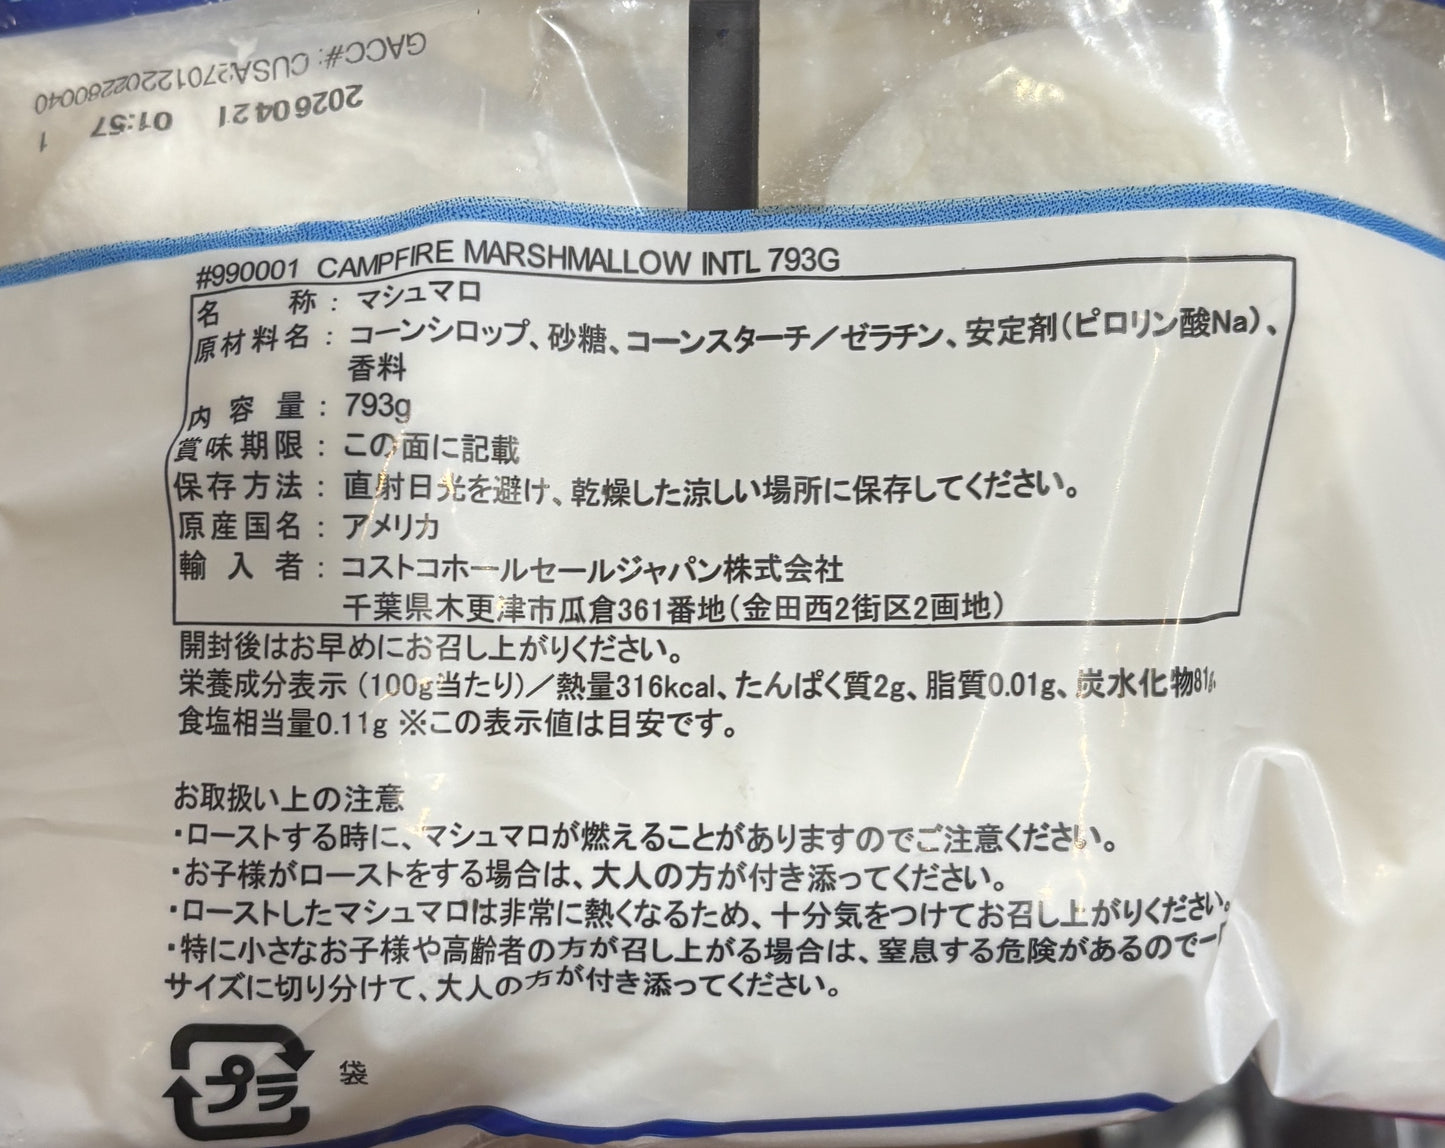 GACC#: CUSA27012202260040
20260421 01:57 1
#990001 CAMPFIRE MARSHMALLOW INTL 793G
名 称 : マシュマロ
原材料名 : コーンシロップ、砂糖、コーンスターチ／ゼラチン、安定剤(ピロリン酸Na)、
香料
内容量 : 793g
賞味期限 : この面に記載
保存方法 : 直射日光を避け、乾燥した涼しい場所に保存してください。
原産国名 : アメリカ
輸入者 : コストコホールセールジャパン株式会社
千葉県木更津市瓜倉361番地(金田西2街区2画地)
開封後はお早めにお召し上がりください。
栄養成分表示 (100g当たり)／熱量316kcal、たんぱく質2g、脂質0.01g、炭水化物81g、
食塩相当量0.11g ※この表示値は目安です。
お取扱い上の注意
・ローストする時に、マシュマロが燃えることがありますのでご注意ください。
・お子様がローストをする場合は、大人の方が付き添ってください。
・ローストしたマシュマロは非常に熱くなるため、十分気をつけてお召し上がりください。
・特に小さなお子様や高齢者の方が召し上がる場合は、窒息する危険があるので一
サイズに切り分けて、大人の方が付き添ってください。
プラ 袋